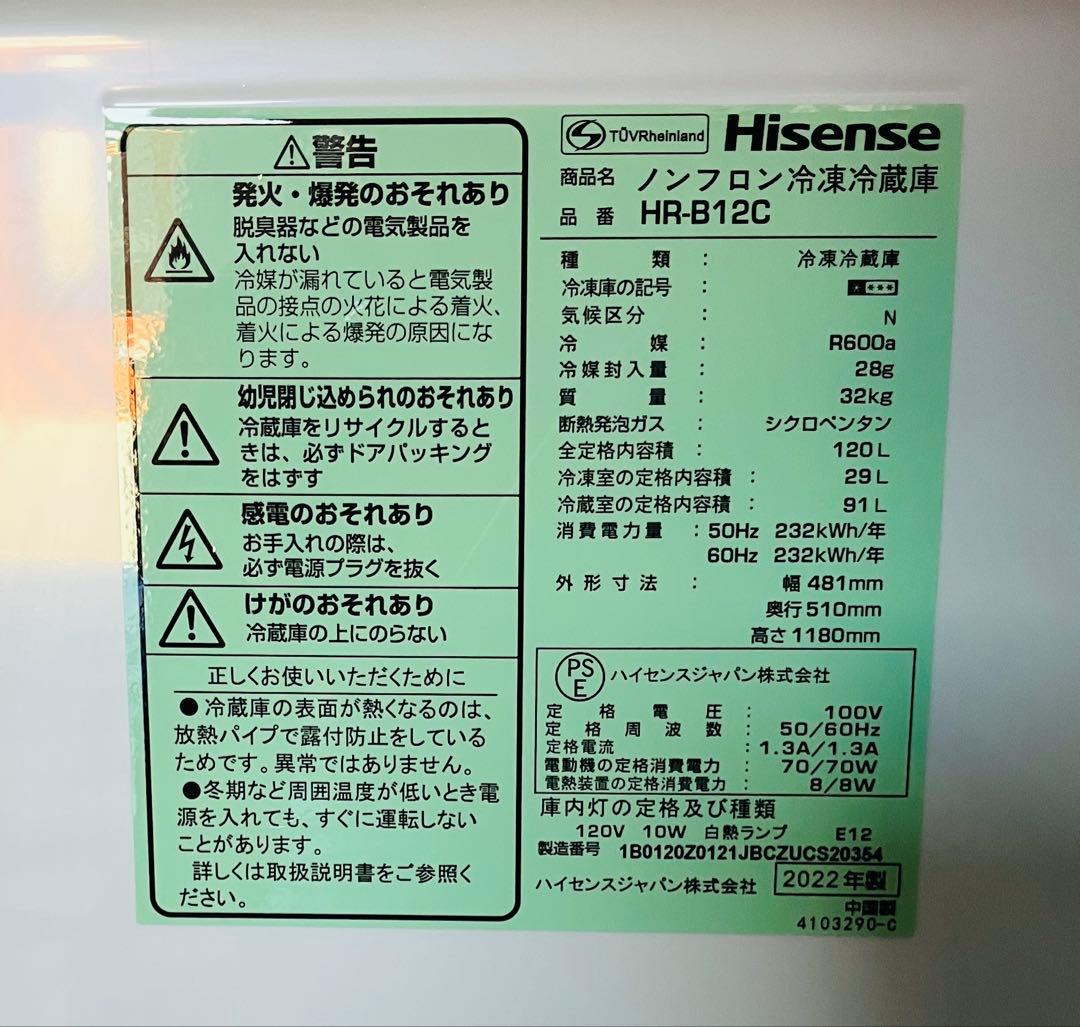 ⚠警告
発火・爆発のおそれあり
脱臭器などの電気製品を
入れない
冷媒が漏れていると電気製
品の接点の火花による着火、
着火による爆発の原因にな
ります。
幼児閉じ込められのおそれあり
冷蔵庫をリサイクルすると
きは、必ずドアパッキング
をはずす
感電のおそれあり
お手入れの際は、
必ず電源プラグを抜く
けがのおそれあり
冷蔵庫の上にのらない
正しくお使いいただくために
●冷蔵庫の表面が熱くなるのは、
放熱パイプで露付防止をしている
ためです。異常ではありません。
●冬期など周囲温度が低いとき電
源を入れても、すぐに運転しない
ことがあります。
詳しくは取扱説明書をご参照く
ださい。
TÜVRheinland Hisense
商品名 ノンフロン冷凍冷蔵庫
品番 HR-B12C
種類 : 冷凍冷蔵庫
冷凍庫の記号 : ****
気候区分 : N
冷媒 : R600a
冷媒封入量 : 28g
質量 : 32kg
断熱発泡ガス : シクロペンタン
全定格内容積 : 120L
冷凍室の定格内容積 : 29L
冷蔵室の定格内容積 : 91L
消費電力量 : 50Hz 232kWh/年
60Hz 232kWh/年
外形寸法 : 幅481mm
奥行510mm
高さ1180mm
PSE ハイセンスジャパン株式会社
定格電圧 : 100V
定格周波数 : 50/60Hz
定格電流 : 1.3A/1.3A
電動機の定格消費電力 : 70/70W
電熱装置の定格消費電力 : 8/8W
庫内灯の定格及び種類
120V 10W 白熱ランプ E12
製造番号 1B0120Z0121JBCZUCS20354
ハイセンスジャパン株式会社 2022年製
中国製
4103290-C